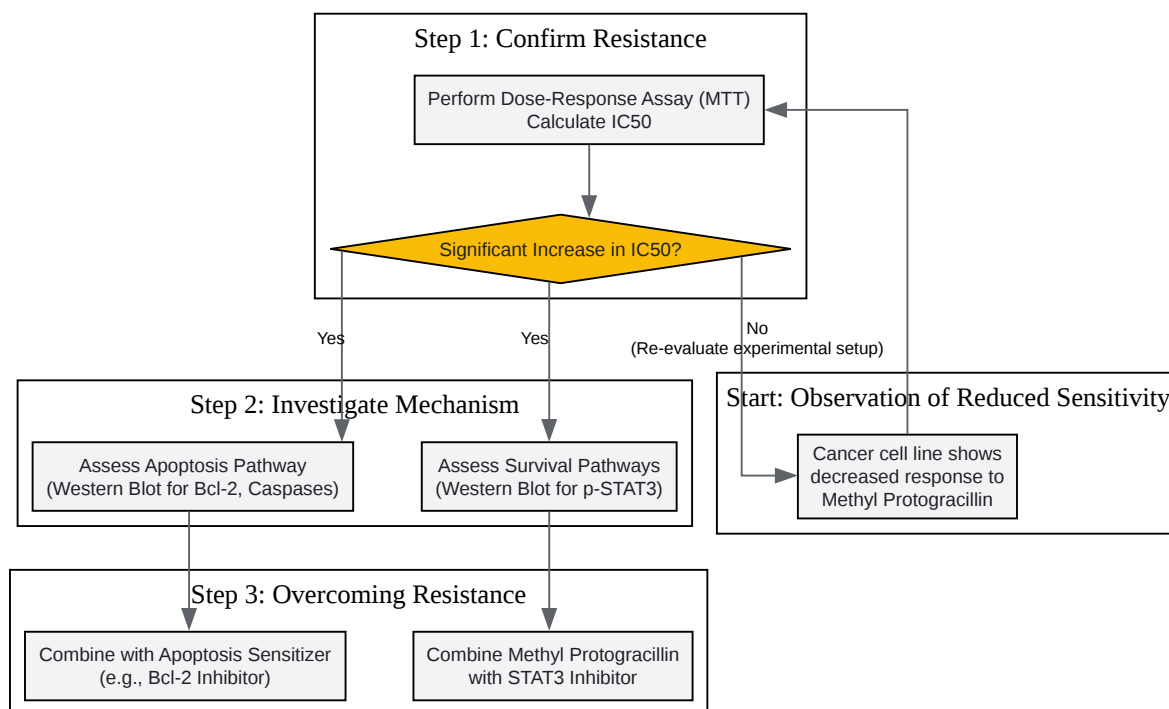 Step 1: Confirm Resistance
Perform Dose-Response Assay (MTT)
Calculate IC50
Significant Increase in IC50?
Yes
Yes
No
(Re-evaluate experimental setup)
Step 2: Investigate Mechanism
Assess Apoptosis Pathway
(Western Blot for Bcl-2, Caspases)
Assess Survival Pathways
(Western Blot for p-STAT3)
Start: Observation of Reduced Sensitivity
Cancer cell line shows
decreased response to
Methyl Protogracillin
Step 3: Overcoming Resistance
Combine with Apoptosis Sensitizer
(e.g., Bcl-2 Inhibitor)
Combine Methyl Protogracillin
with STAT3 Inhibitor